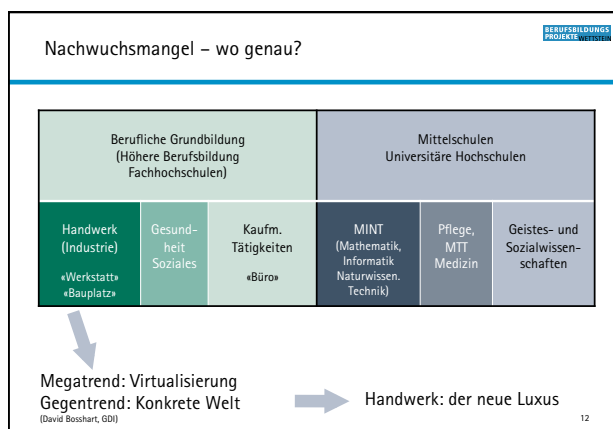 Nachwuchsmangel – wo genau?
BERUFSBILDUNGS
PROJEKTE WETTSTEIN
Berufliche Grundbildung
(Höhere Berufsbildung
Fachhochschulen)
Mittelschulen
Universitäre Hochschulen
Handwerk
(Industrie)
«Werkstatt»
«Bauplatz»
Gesund-
heit
Soziales
Kaufm.
Tätigkeiten
«Büro»
MINT
(Mathematik,
Informatik
Naturwissen.
Technik)
Pflege,
MTT
Medizin
Geistes- und
Sozialwissen-
schaften
Megatrend: Virtualisierung
Gegentrend: Konkrete Welt
(David Bosshart, GDI)
Handwerk: der neue Luxus
12